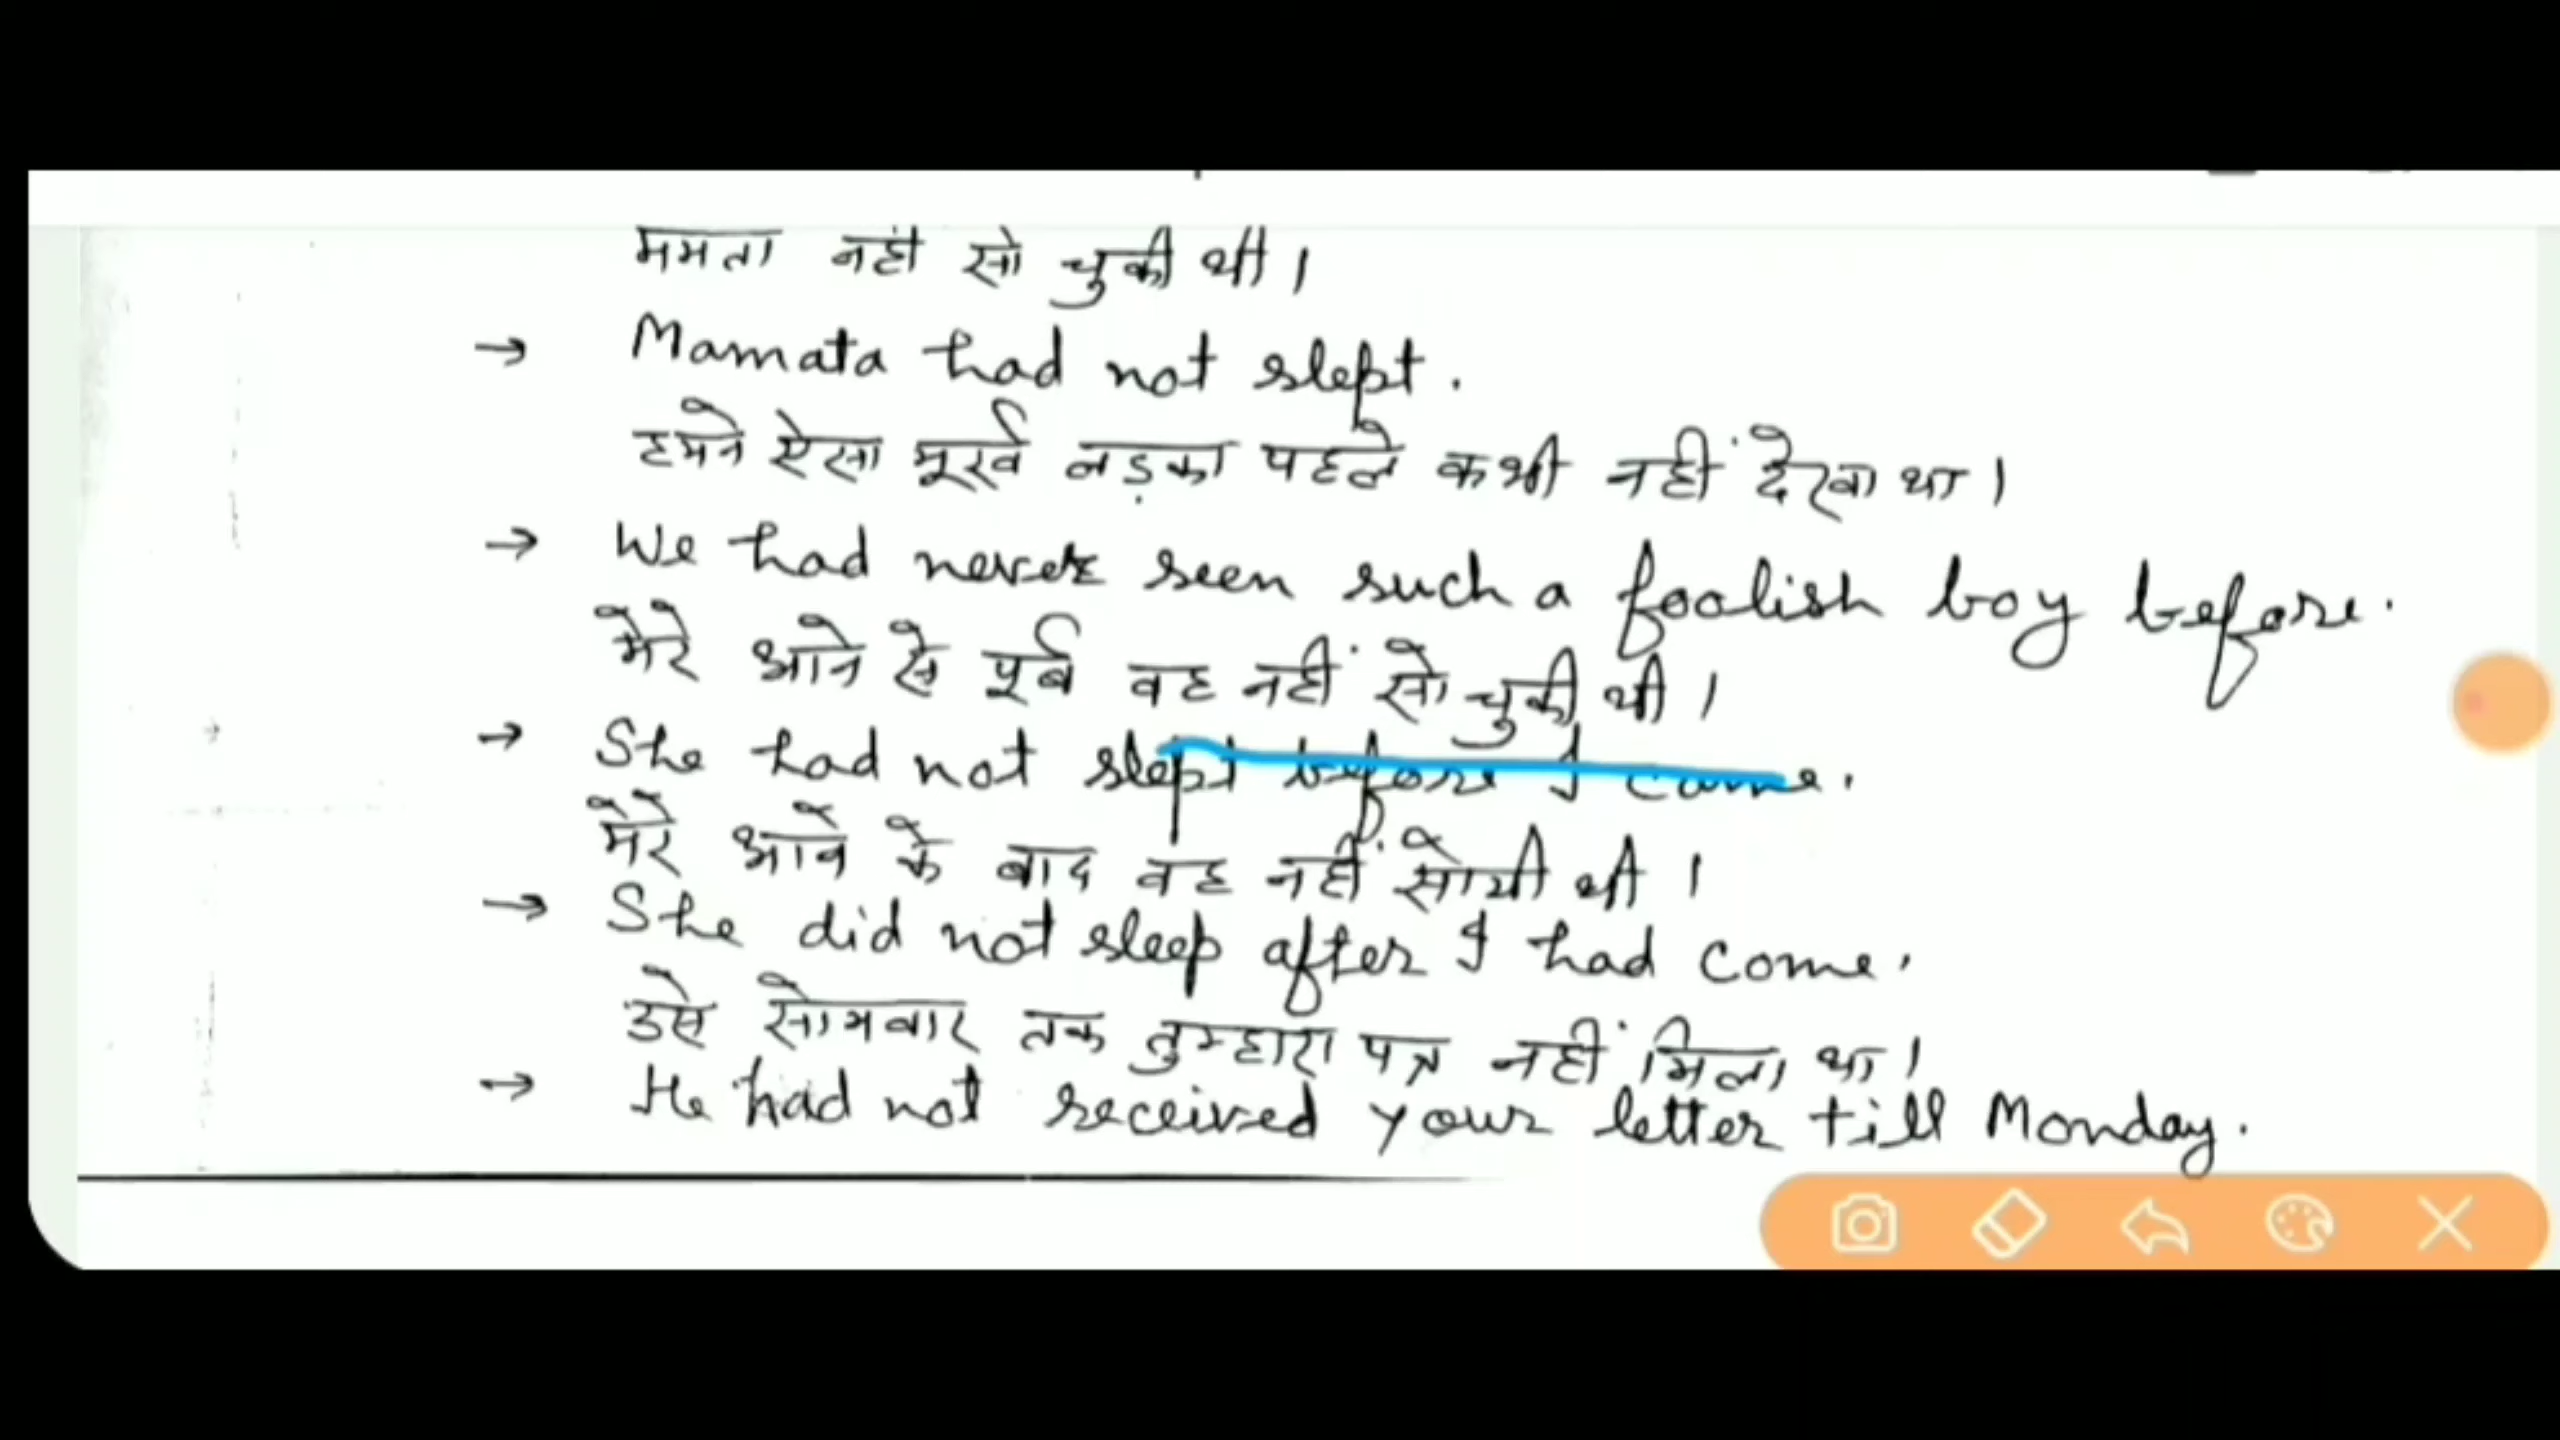 ममता नहीं सो चुकी थी।
→ Mamata had not slept.
हमने ऐसा मूर्ख लड़का पहले कभी नहीं देखा था।
→ We had never seen such a foolish boy before.
मेरे आने से पूर्व वह नहीं सो चुकी थी।
→ She had not slept before I came.
मेरे आने के बाद वह नहीं सोयी थी।
→ She did not sleep after I had come.
उसे सोमवार तक तुम्हारा पत्र नहीं मिला था।
→ He had not received your letter till Monday.